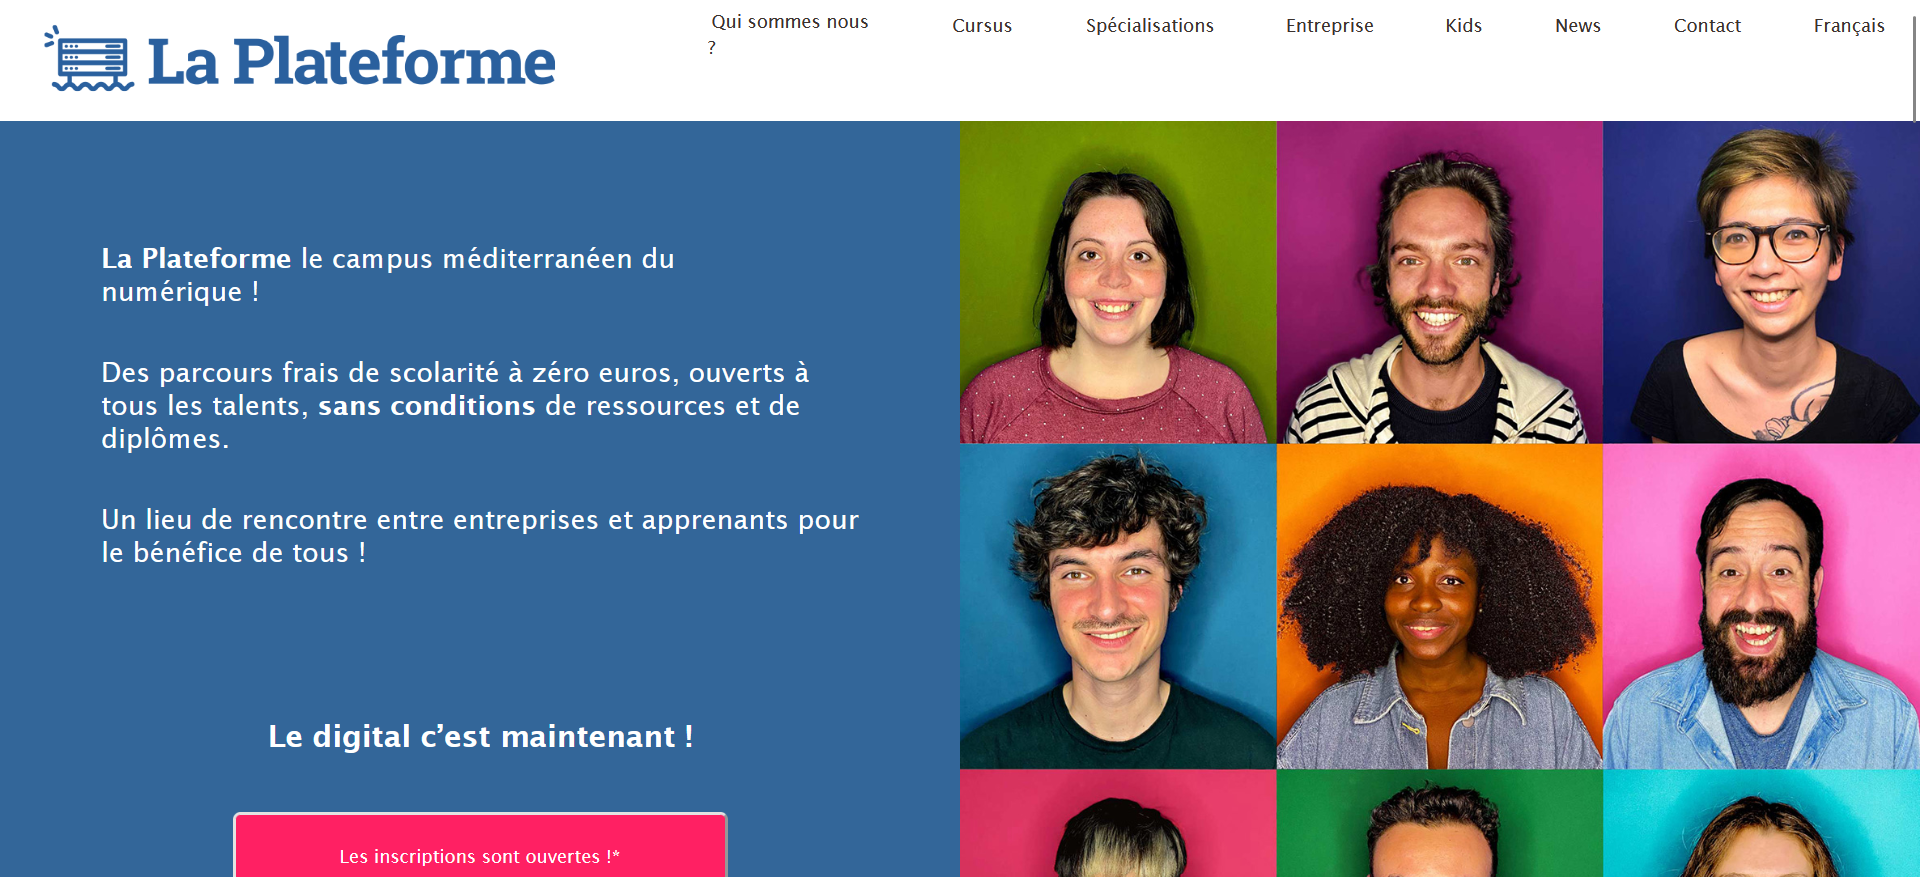 La Plateforme
Qui sommes nous
?
Cursus
Spécialisations
Entreprise
Kids
News
Contact
Français
La Plateforme le campus méditerranéen du
numérique !
Des parcours frais de scolarité à zéro euros, ouverts à
tous les talents, sans conditions de ressources et de
diplômes.
Un lieu de rencontre entre entreprises et apprenants pour
le bénéfice de tous !
Le digital c’est maintenant !
Les inscriptions sont ouvertes !*